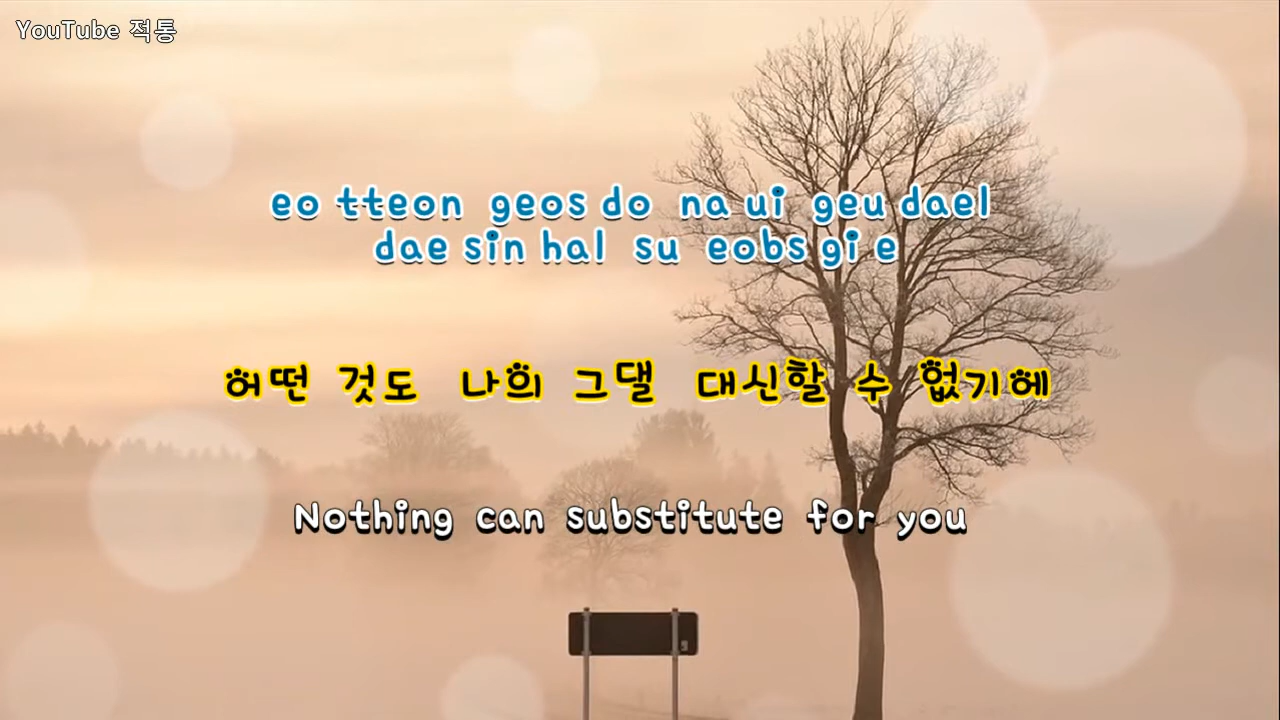 YouTube 적통
eo tteon geos do na ui geu dael
dae sin hal su eobs gi e
어떤 것도 나의 그댈 대신할 수 없기에
Nothing can substitute for you